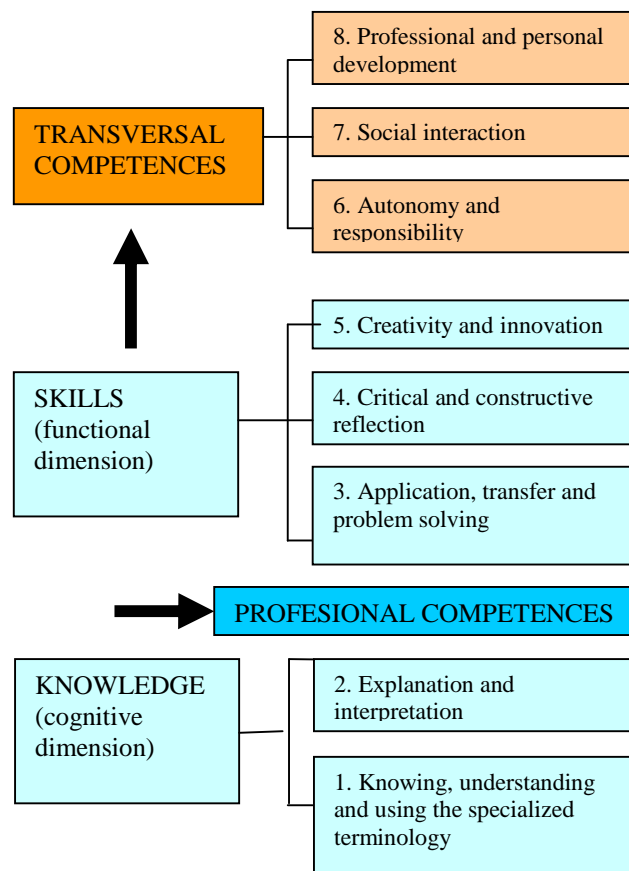 8. Professional and personal
development
TRANSVERSAL
COMPETENCES
7. Social interaction
6. Autonomy and
responsibility
5. Creativity and innovation
SKILLS
(functional
dimension)
4. Critical and constructive
reflection
3. Application, transfer and
problem solving
PROFESIONAL COMPETENCES
KNOWLEDGE
(cognitive
dimension)
2. Explanation and
interpretation
1. Knowing, understanding
and using the specialized
terminology